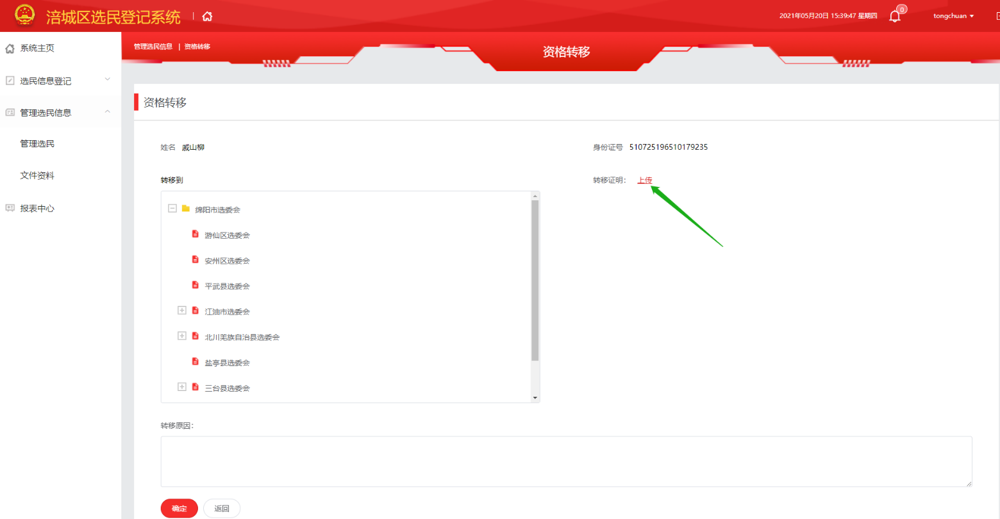 涪城区选民登记系统
2021年05月20日 15:39:47 星期四
0
tongchuan
系统主页
选民信息登记
管理选民信息
管理选民
文件资料
报表中心
管理选民信息 | 资格转移
资格转移
资格转移
姓名 戚山柳
身份证号 510725196510179235
转移到
转移证明: 上传
绵阳市选委会
游仙区选委会
安州区选委会
平武县选委会
江油市选委会
北川羌族自治县选委会
盐亭县选委会
三台县选委会
转移原因:
确定 返回